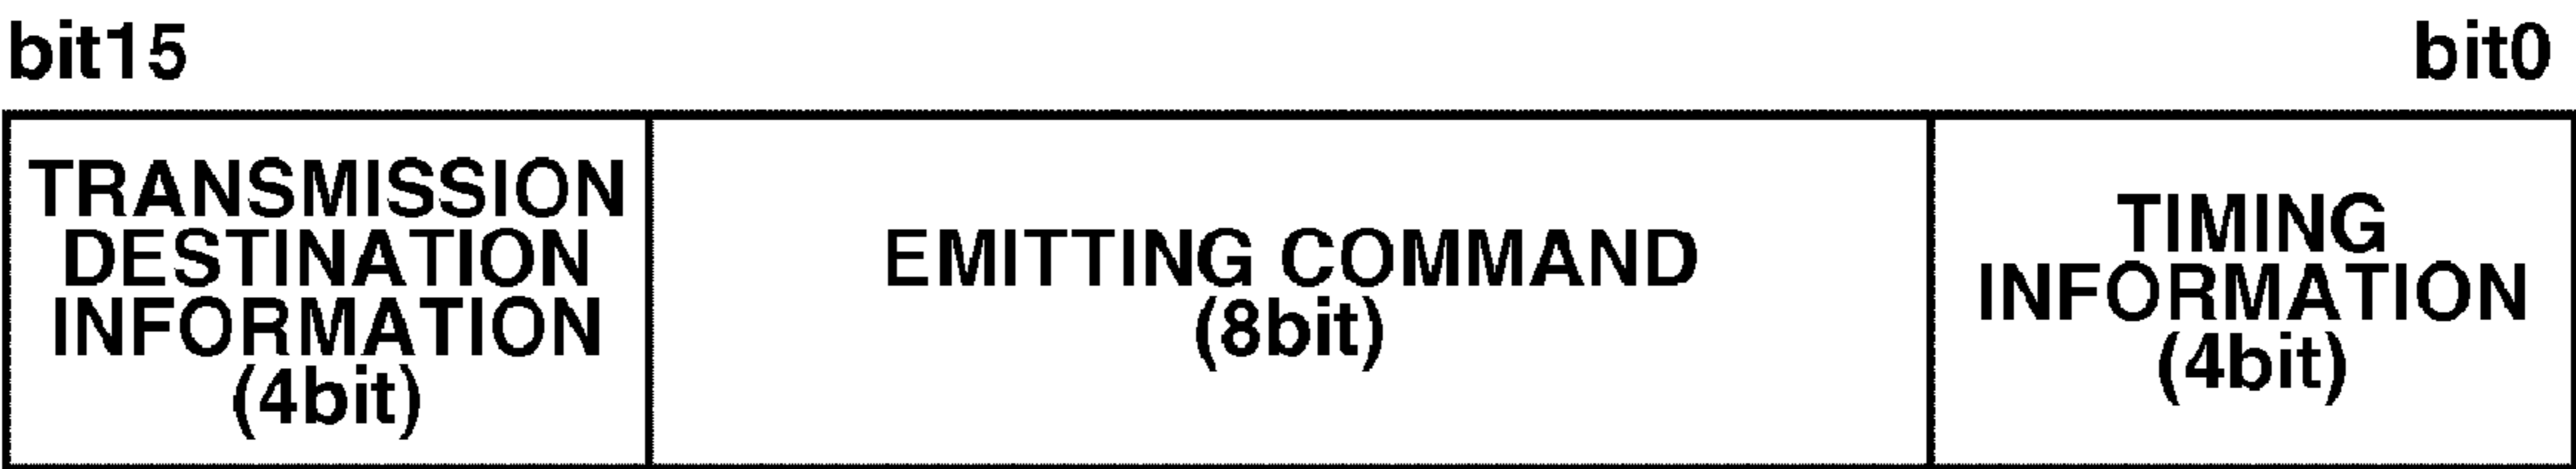 bit15
bit0
TRANSMISSION
DESTINATION
INFORMATION
(4bit)
EMITTING COMMAND
(8bit)
TIMING
INFORMATION
(4bit)